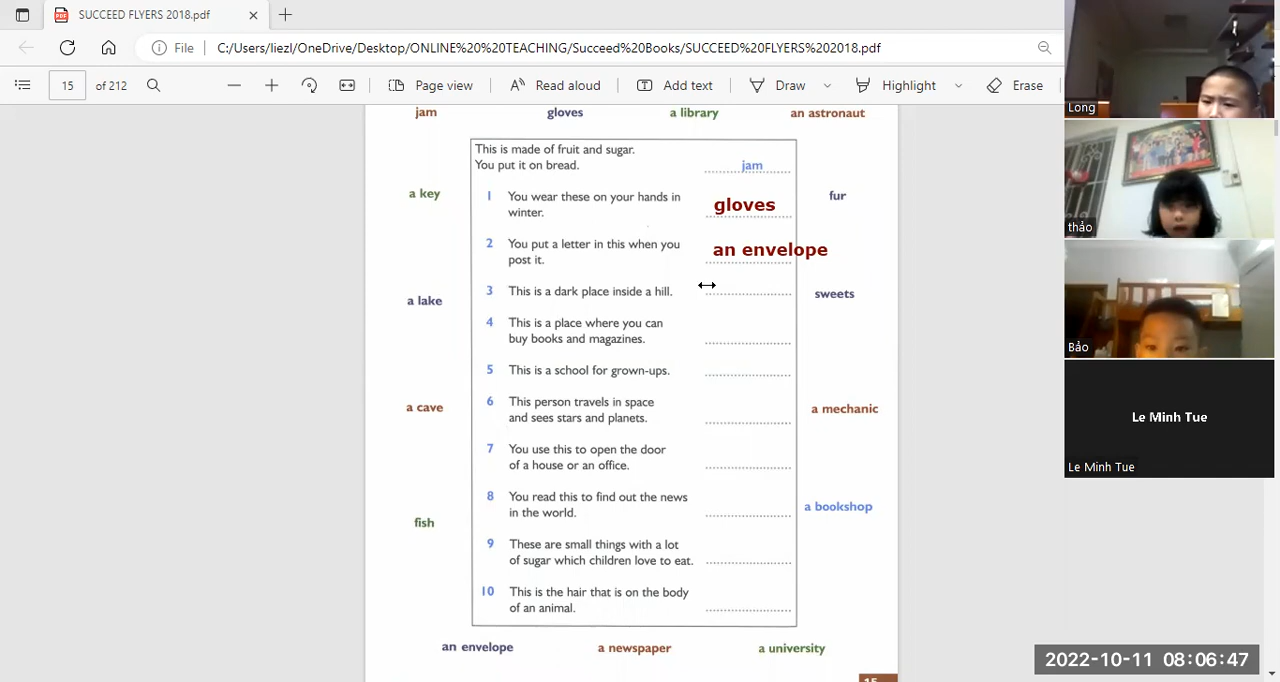 SUCCEED FLYERS 2018.pdf
File C:/Users/liezl/OneDrive/Desktop/ONLINE%20%20TEACHING/Succeed%20Books/SUCCEED%20FLYERS%202018.pdf
15 of 212 Page view Read aloud Add text Draw Highlight Erase
jam gloves a library an astronaut
This is made of fruit and sugar.
You put it on bread. jam
a key
1 You wear these on your hands in
winter. gloves
fur
2 You put a letter in this when you
post it. an envelope
a lake
3 This is a dark place inside a hill.
sweets
4 This is a place where you can
buy books and magazines.
5 This is a school for grown-ups.
a cave
6 This person travels in space
and sees stars and planets.
a mechanic
7 You use this to open the door
of a house or an office.
8 You read this to find out the news
in the world.
a bookshop
fish
9 These are small things with a lot
of sugar which children love to eat.
10 This is the hair that is on the body
of an animal.
an envelope a newspaper a university
15
Long
thảo
Bảo
Le Minh Tue
Le Minh Tue
2022-10-11 08:06:47